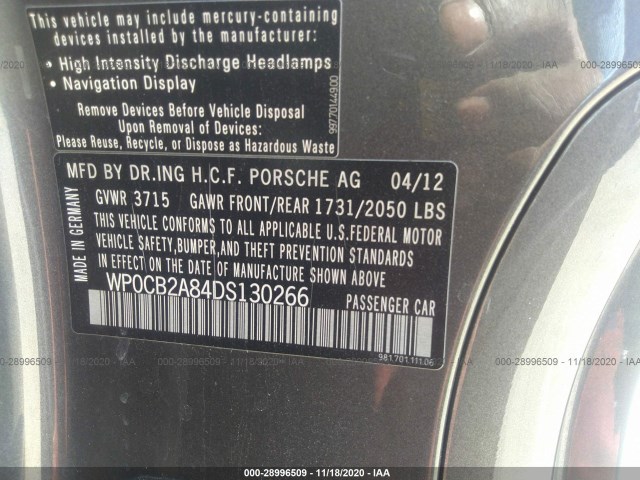 This vehicle may include mercury-containing
devices installed by the manufacturer:
• High Intensity Discharge Headlamps
• Navigation Display
Remove Devices Before Vehicle Disposal
Upon Removal of Devices:
Please Reuse, Recycle, or Dispose as Hazardous Waste
997.701.449.00
MFD BY DR.ING H.C.F. PORSCHE AG 04/12
GVWR 3715 GAWR FRONT/REAR 1731/2050 LBS
THIS VEHICLE CONFORMS TO ALL APPLICABLE U.S.FEDERAL MOTOR
VEHICLE SAFETY,BUMPER,AND THEFT PREVENTION STANDARDS
IN EFFECT ON THE DATE OF MANUFACTURE SHOWN ABOVE
WP0CB2A84DS130266 PASSENGER CAR
MADE IN GERMANY
981.701.111.06
000-28996509 - 11/18/2020 - IAA